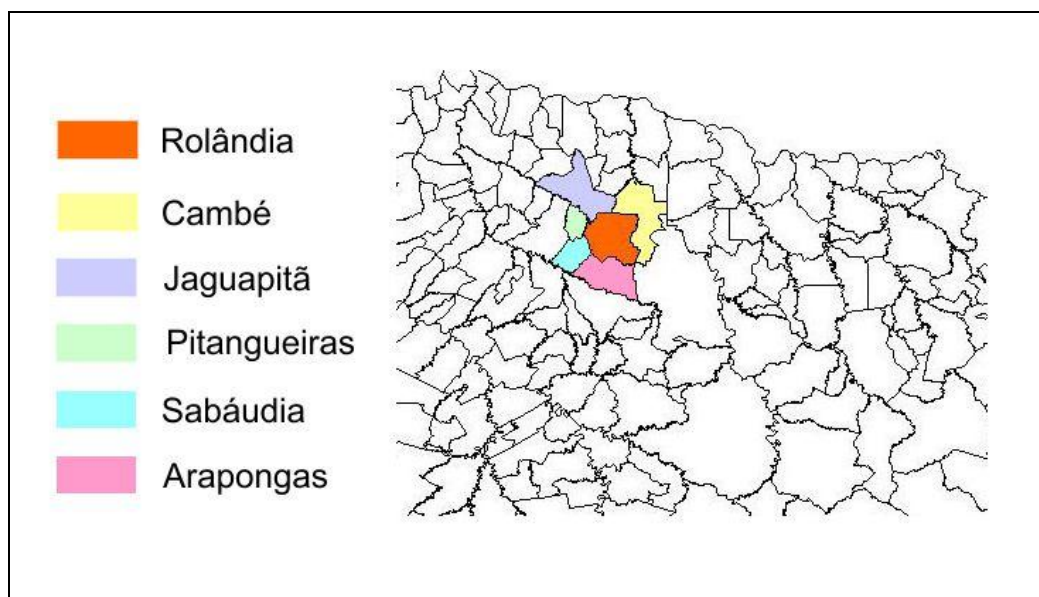 Rolândia
Cambé
Jaguapitã
Pitangueiras
Sabáudia
Arapongas